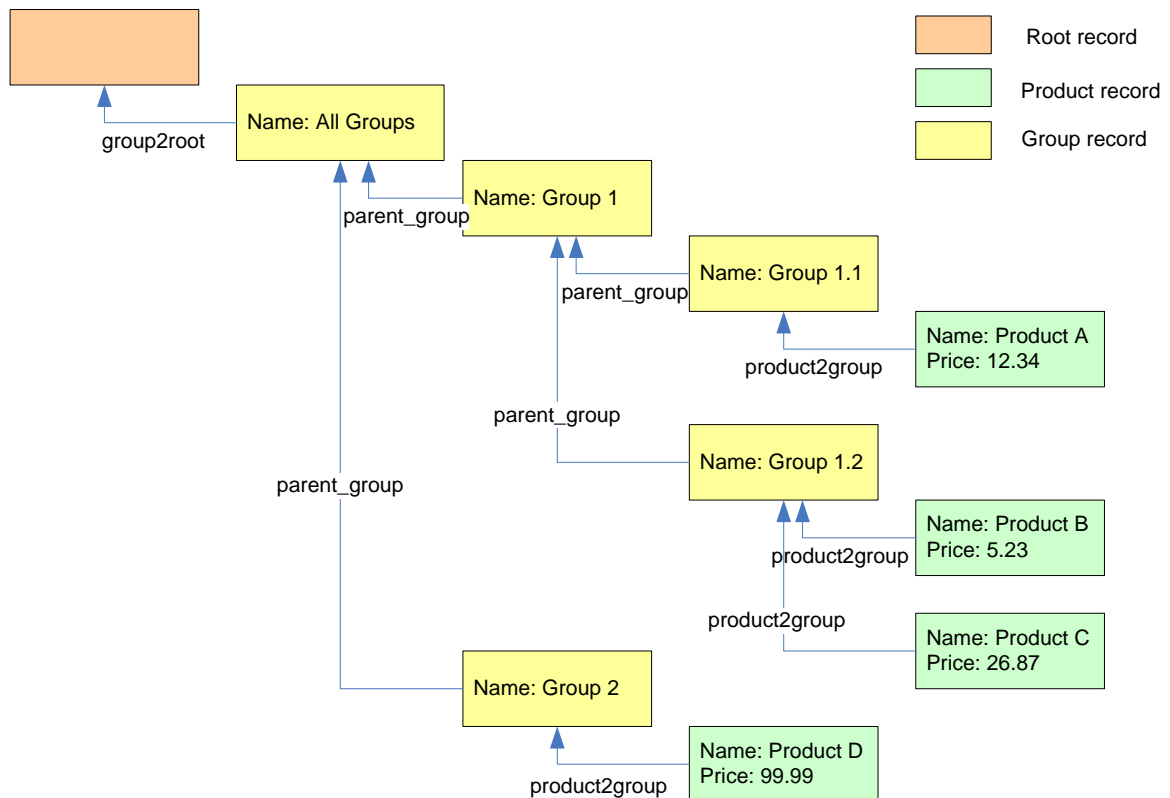 Root record
Product record
Group record
group2root
Name: All Groups
parent_group
Name: Group 1
parent_group
Name: Group 1.1
product2group
Name: Product A
Price: 12.34
parent_group
Name: Group 1.2
product2group
Name: Product B
Price: 5.23
product2group
Name: Product C
Price: 26.87
parent_group
Name: Group 2
product2group
Name: Product D
Price: 99.99